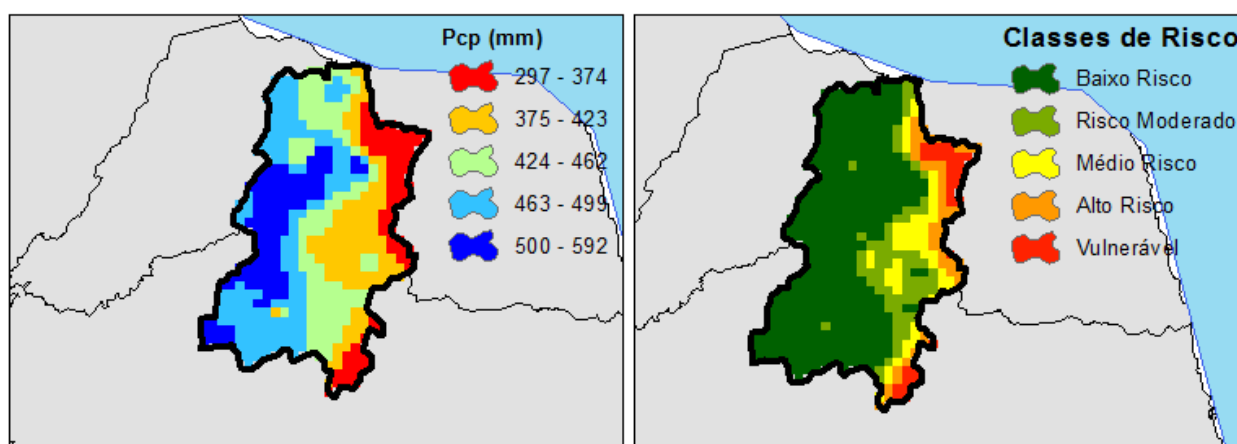 Pcp (mm)
297 - 374
375 - 423
424 - 462
463 - 499
500 - 592
Classes de Risco
Baixo Risco
Risco Moderado
Médio Risco
Alto Risco
Vulnerável